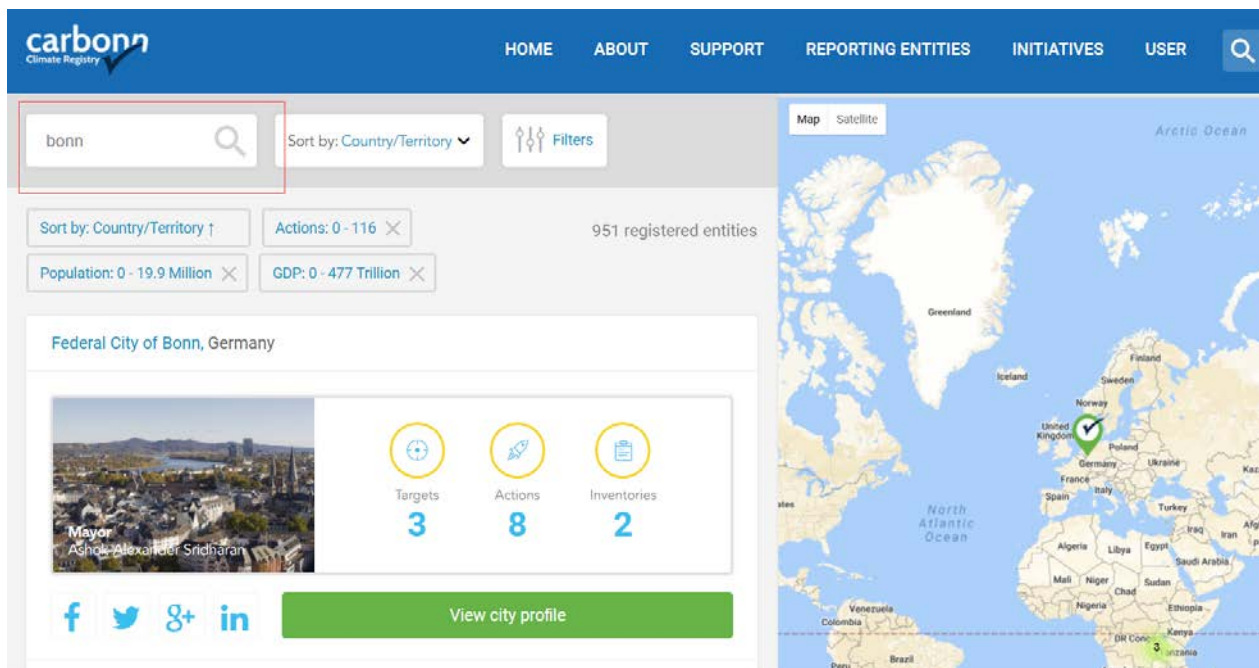 carbonn
Climate Registry
HOME ABOUT SUPPORT REPORTING ENTITIES INITIATIVES USER
bonn
Sort by: Country/Territory
Filters
Sort by: Country/Territory ↑
Actions: 0 - 116
951 registered entities
Population: 0 - 19.9 Million
GDP: 0 - 477 Trillion
Federal City of Bonn, Germany
Mayor
Ashok-Alexander Sridharan
Targets
3
Actions
8
Inventories
2
f g+ in
View city profile
Map Satellite
Arctic Ocean
Greenland
Iceland
Finland
Sweden
Norway
United
Kingdom
Poland
Germany
Ukraine
France
Italy
Spain
Turkey
North
Atlantic
Ocean
Iraq
Iran
Algeria
Libya
Egypt
Saudi Arabia
Mali
Niger
Chad
Sudan
Nigeria
Ethiopia
Venezuela
Colombia
Kenya
3
Brazil